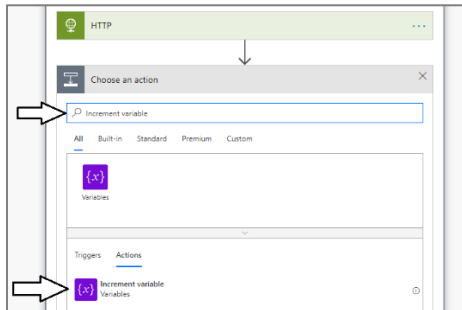 HTTP
Choose an action
Increment variable
All Built-in Standard Premium Custom
{x}
Variables
Triggers Actions
{x} Increment variable
Variables